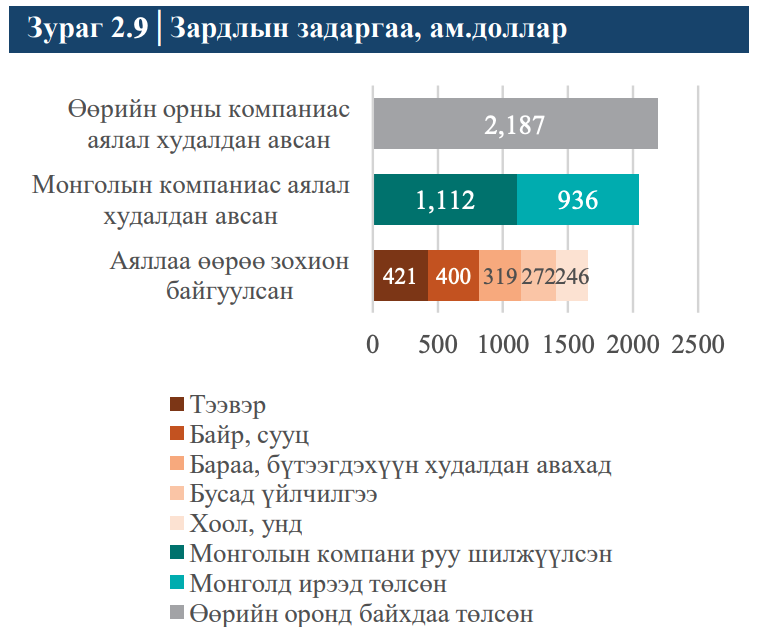 Зураг 2.9 | Зардлын задаргаа, ам.доллар
Өөрийн орны компаниас
аялал худалдан авсан
2,187
Монголын компаниас аялал
худалдан авсан
1,112 936
Аяллаа өөрөө зохион
байгуулсан
421 400 319 272 246
0 500 1000 1500 2000 2500
Тээвэр
Байр, сууц
Бараа, бүтээгдэхүүн худалдан авахад
Бусад үйлчилгээ
Хоол, унд
Монголын компани руу шилжүүлсэн
Монголд ирээд төлсөн
Өөрийн оронд байхдаа төлсөн